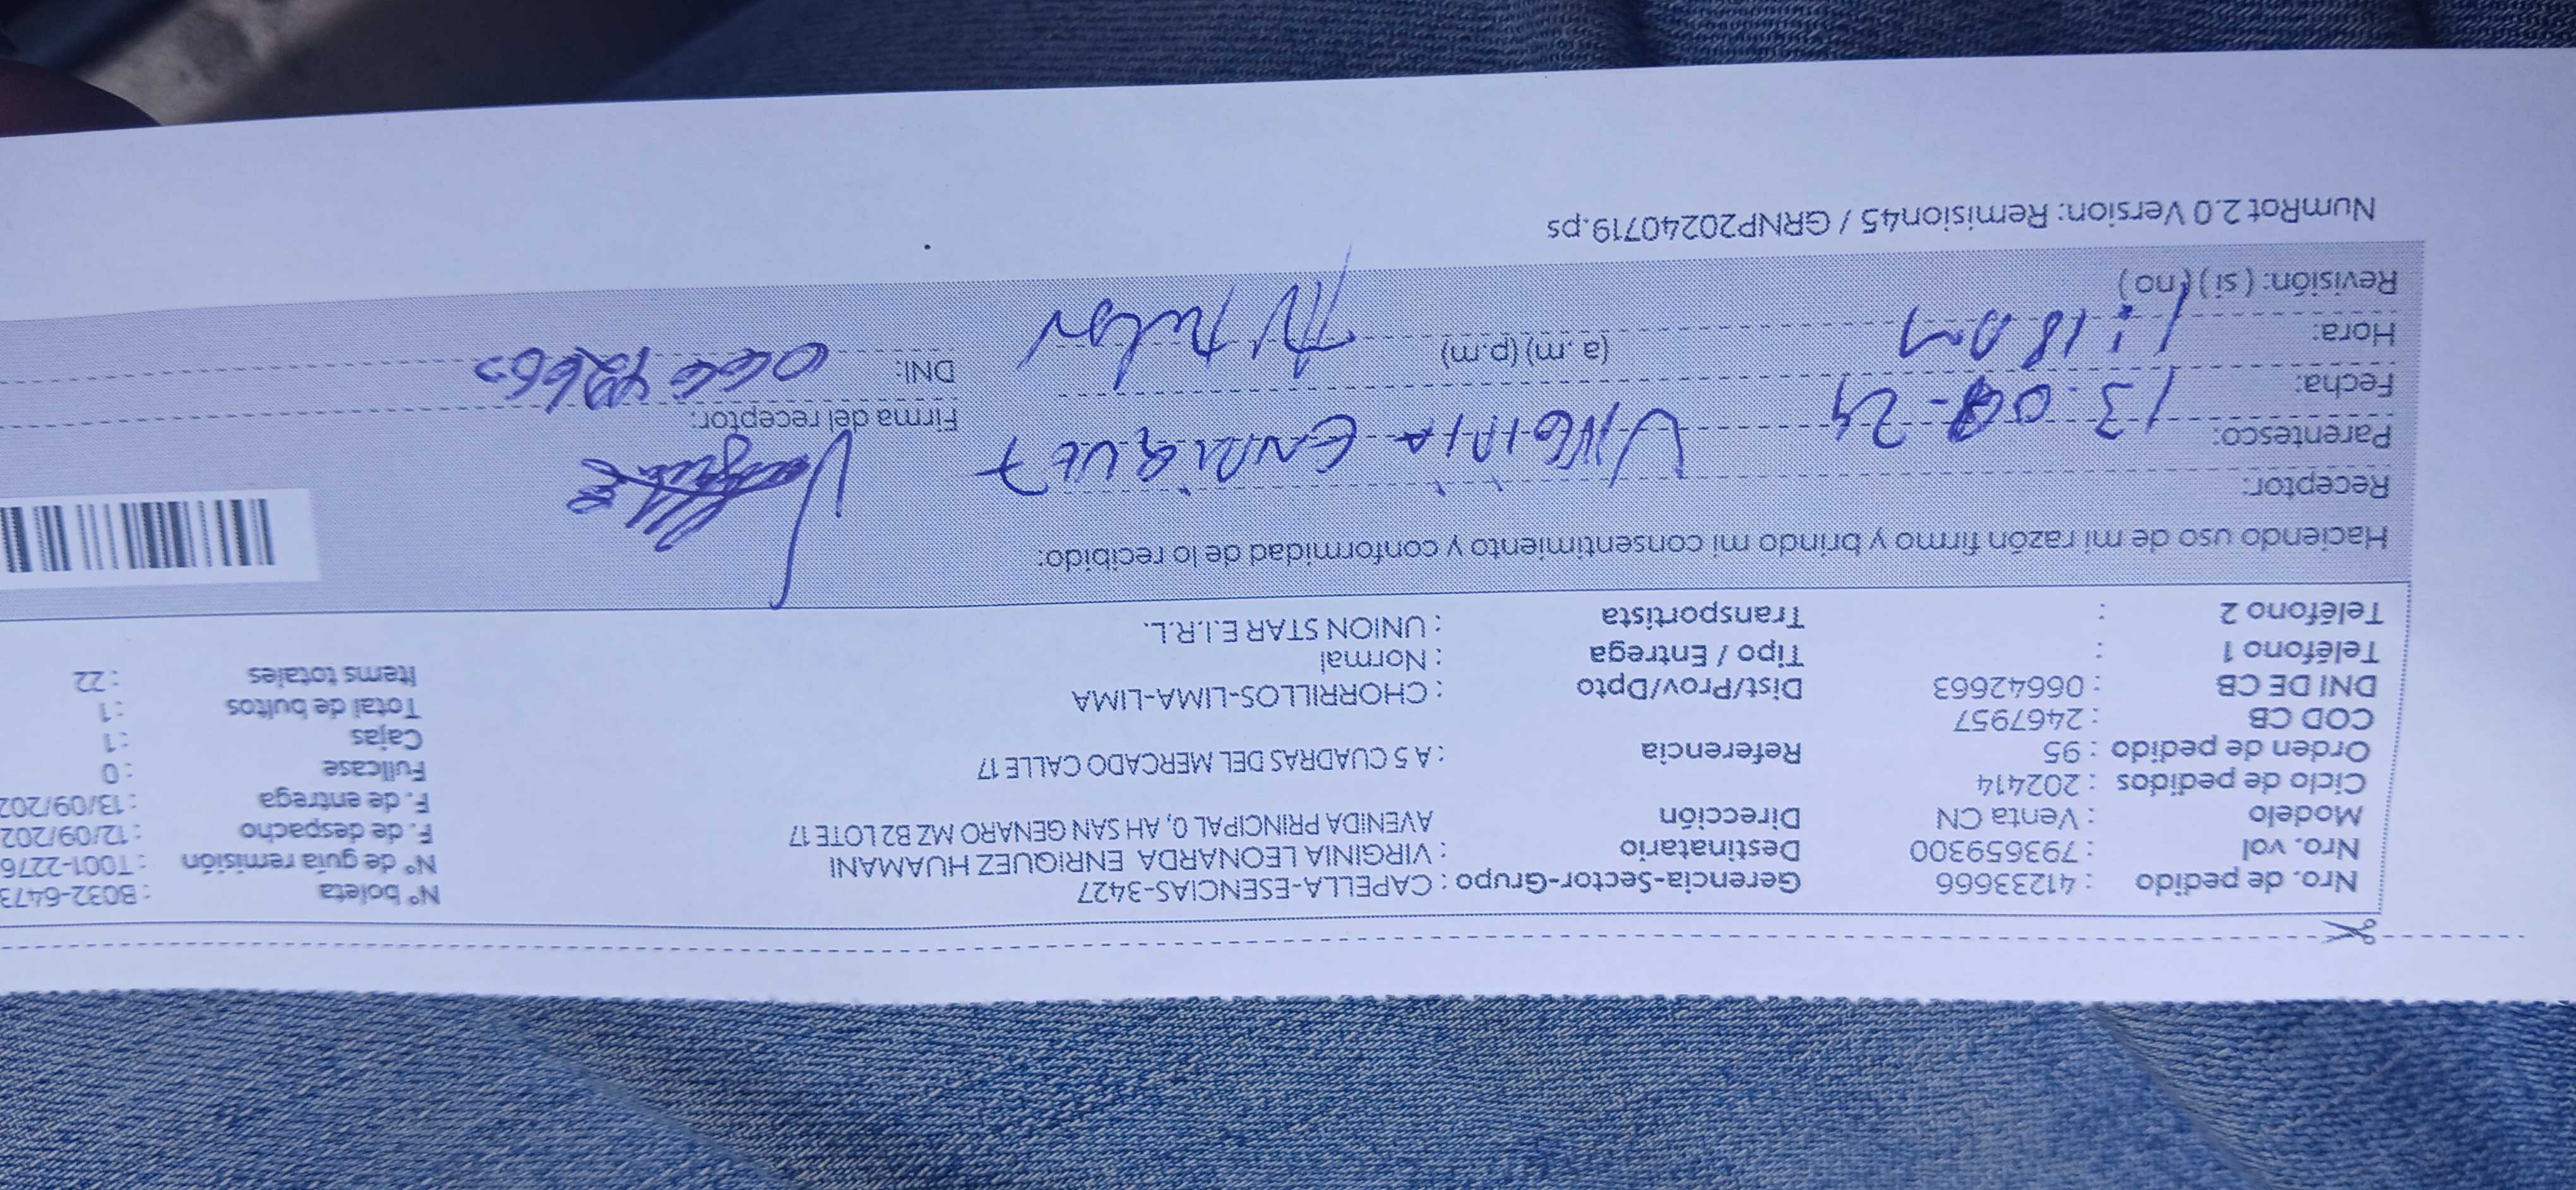 Nro. de pedido : 41233666 Gerencia-Sector-Grupo : CAPELLA-ESENCIAS-3427 N° boleta : B032-6473
Nro. vol : 793659300 Destinatario : VIRGINIA LEONARDA ENRIQUEZ HUAMANI N° de guía remisión : T001-2276
Modelo : Venta CN Dirección AVENIDA PRINCIPAL 0, AH SAN GENARO MZ B2 LOTE 17 F. de despacho : 12/09/202
Ciclo de pedidos : 202414 F. de entrega : 13/09/202
Orden de pedido : 95 Referencia : A 5 CUADRAS DEL MERCADO CALLE 17 Fullcase : 0
COD CB : 2467957 Cajas : 1
DNI DE CB : 06642663 Dist/Prov/Dpto : CHORRILLOS-LIMA-LIMA Total de bultos : 1
Teléfono 1 : Tipo / Entrega : Normal Items totales : 22
Teléfono 2 : Transportista : UNION STAR E.I.R.L.
Haciendo uso de mi razón firmo y brindo mi consentimiento y conformidad de lo recibido:
Receptor:
Parentesco: VIRGINIA ENRIQUEZ Firma del receptor:
Fecha: 13.09-24 DNI:
Hora: 1:18 (a.m) (p.m) Titular
Revisión: (si) (no)
NumRot 2.0 Version: Remision45 / GRNP20240719.ps